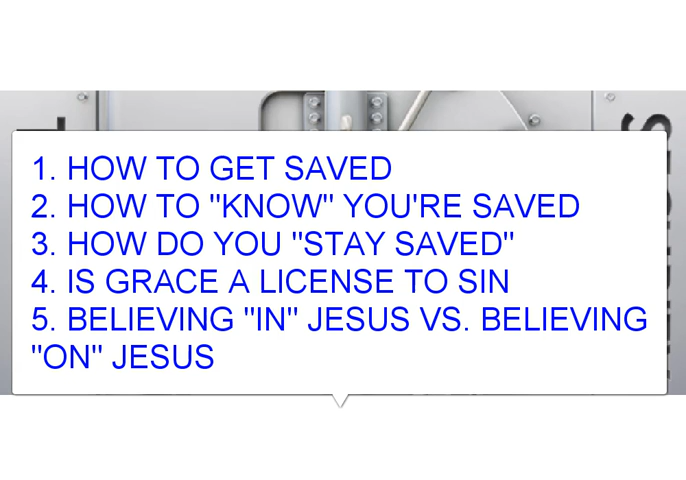 1. HOW TO GET SAVED
2. HOW TO "KNOW" YOU'RE SAVED
3. HOW DO YOU "STAY SAVED"
4. IS GRACE A LICENSE TO SIN
5. BELIEVING "IN" JESUS VS. BELIEVING
"ON" JESUS